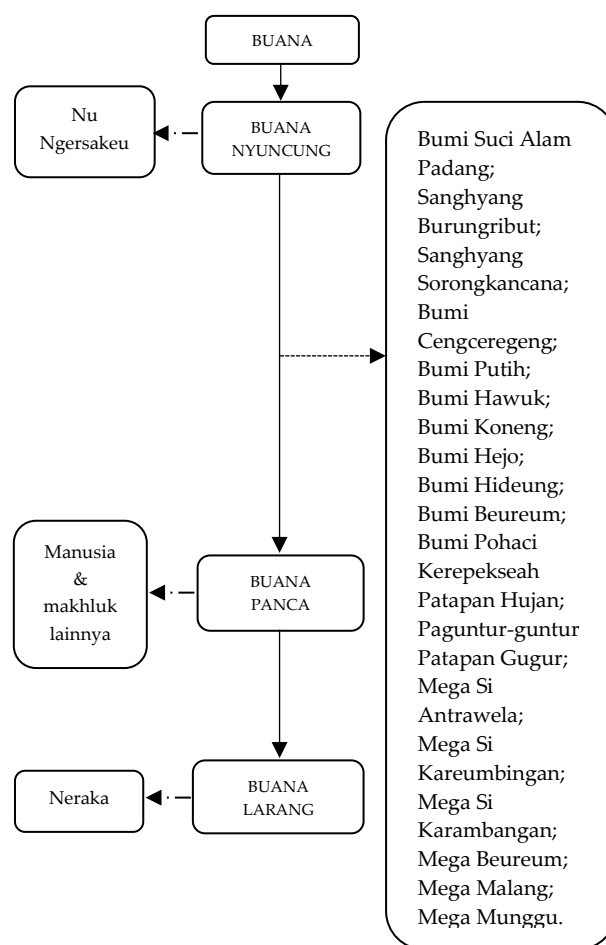 BUANA
Nu
Ngersakeu
BUANA
NYUNCUNG
Bumi Suci Alam
Padang;
Sanghyang
Burungribut;
Sanghyang
Sorongkancana;
Bumi
Cengceregeng;
Bumi Putih;
Bumi Hawuk;
Bumi Koneng;
Bumi Hejo;
Bumi Hideung;
Bumi Beureum;
Bumi Pohaci
Kerepekseah
Patapan Hujan;
Paguntur-guntur
Patapan Gugur;
Mega Si
Antrawela;
Mega Si
Kareumbingan;
Mega Si
Karambangan;
Mega Beureum;
Mega Malang;
Mega Munggu.
Manusia
&
makhluk
lainnya
BUANA
PANCA
Neraka
BUANA
LARANG